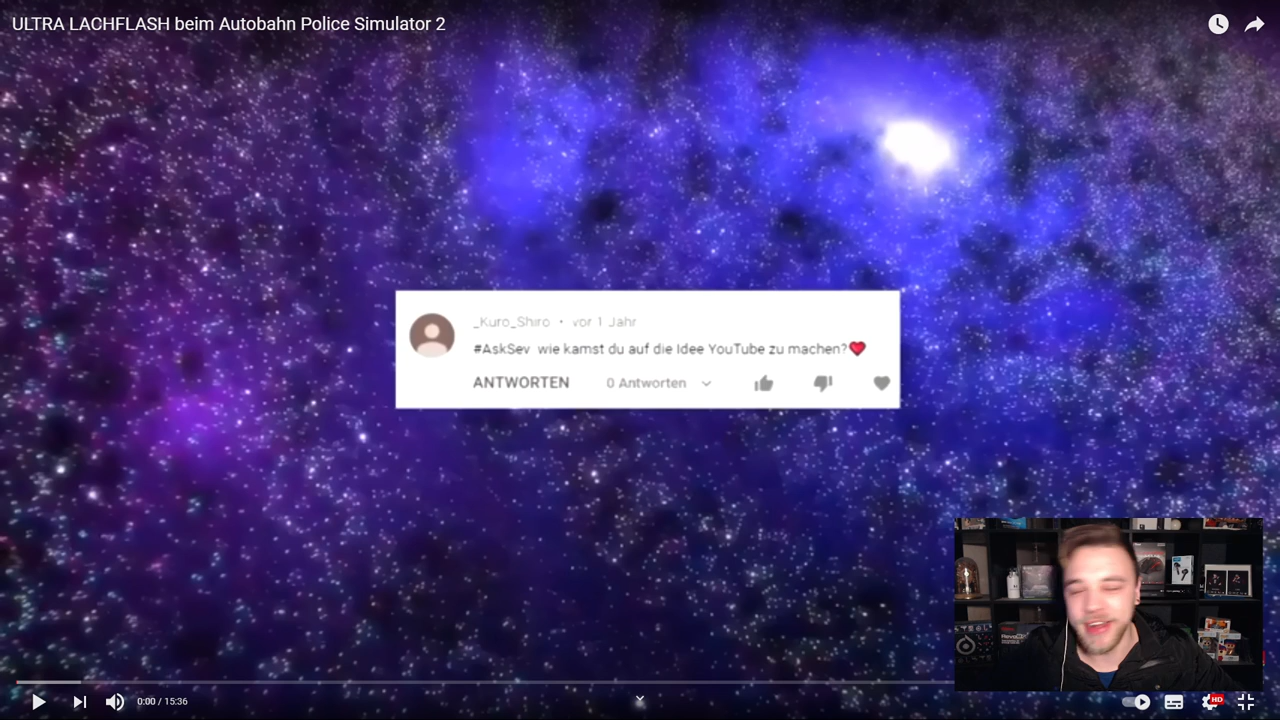 ULTRA LACHFLASH beim Autobahn Police Simulator 2
_Kuro_Shiro • vor 1 Jahr
#AskSev wie kamst du auf die Idee YouTube zu machen?❤
ANTWORTEN 0 Antworten
0:00 / 15:36
HD